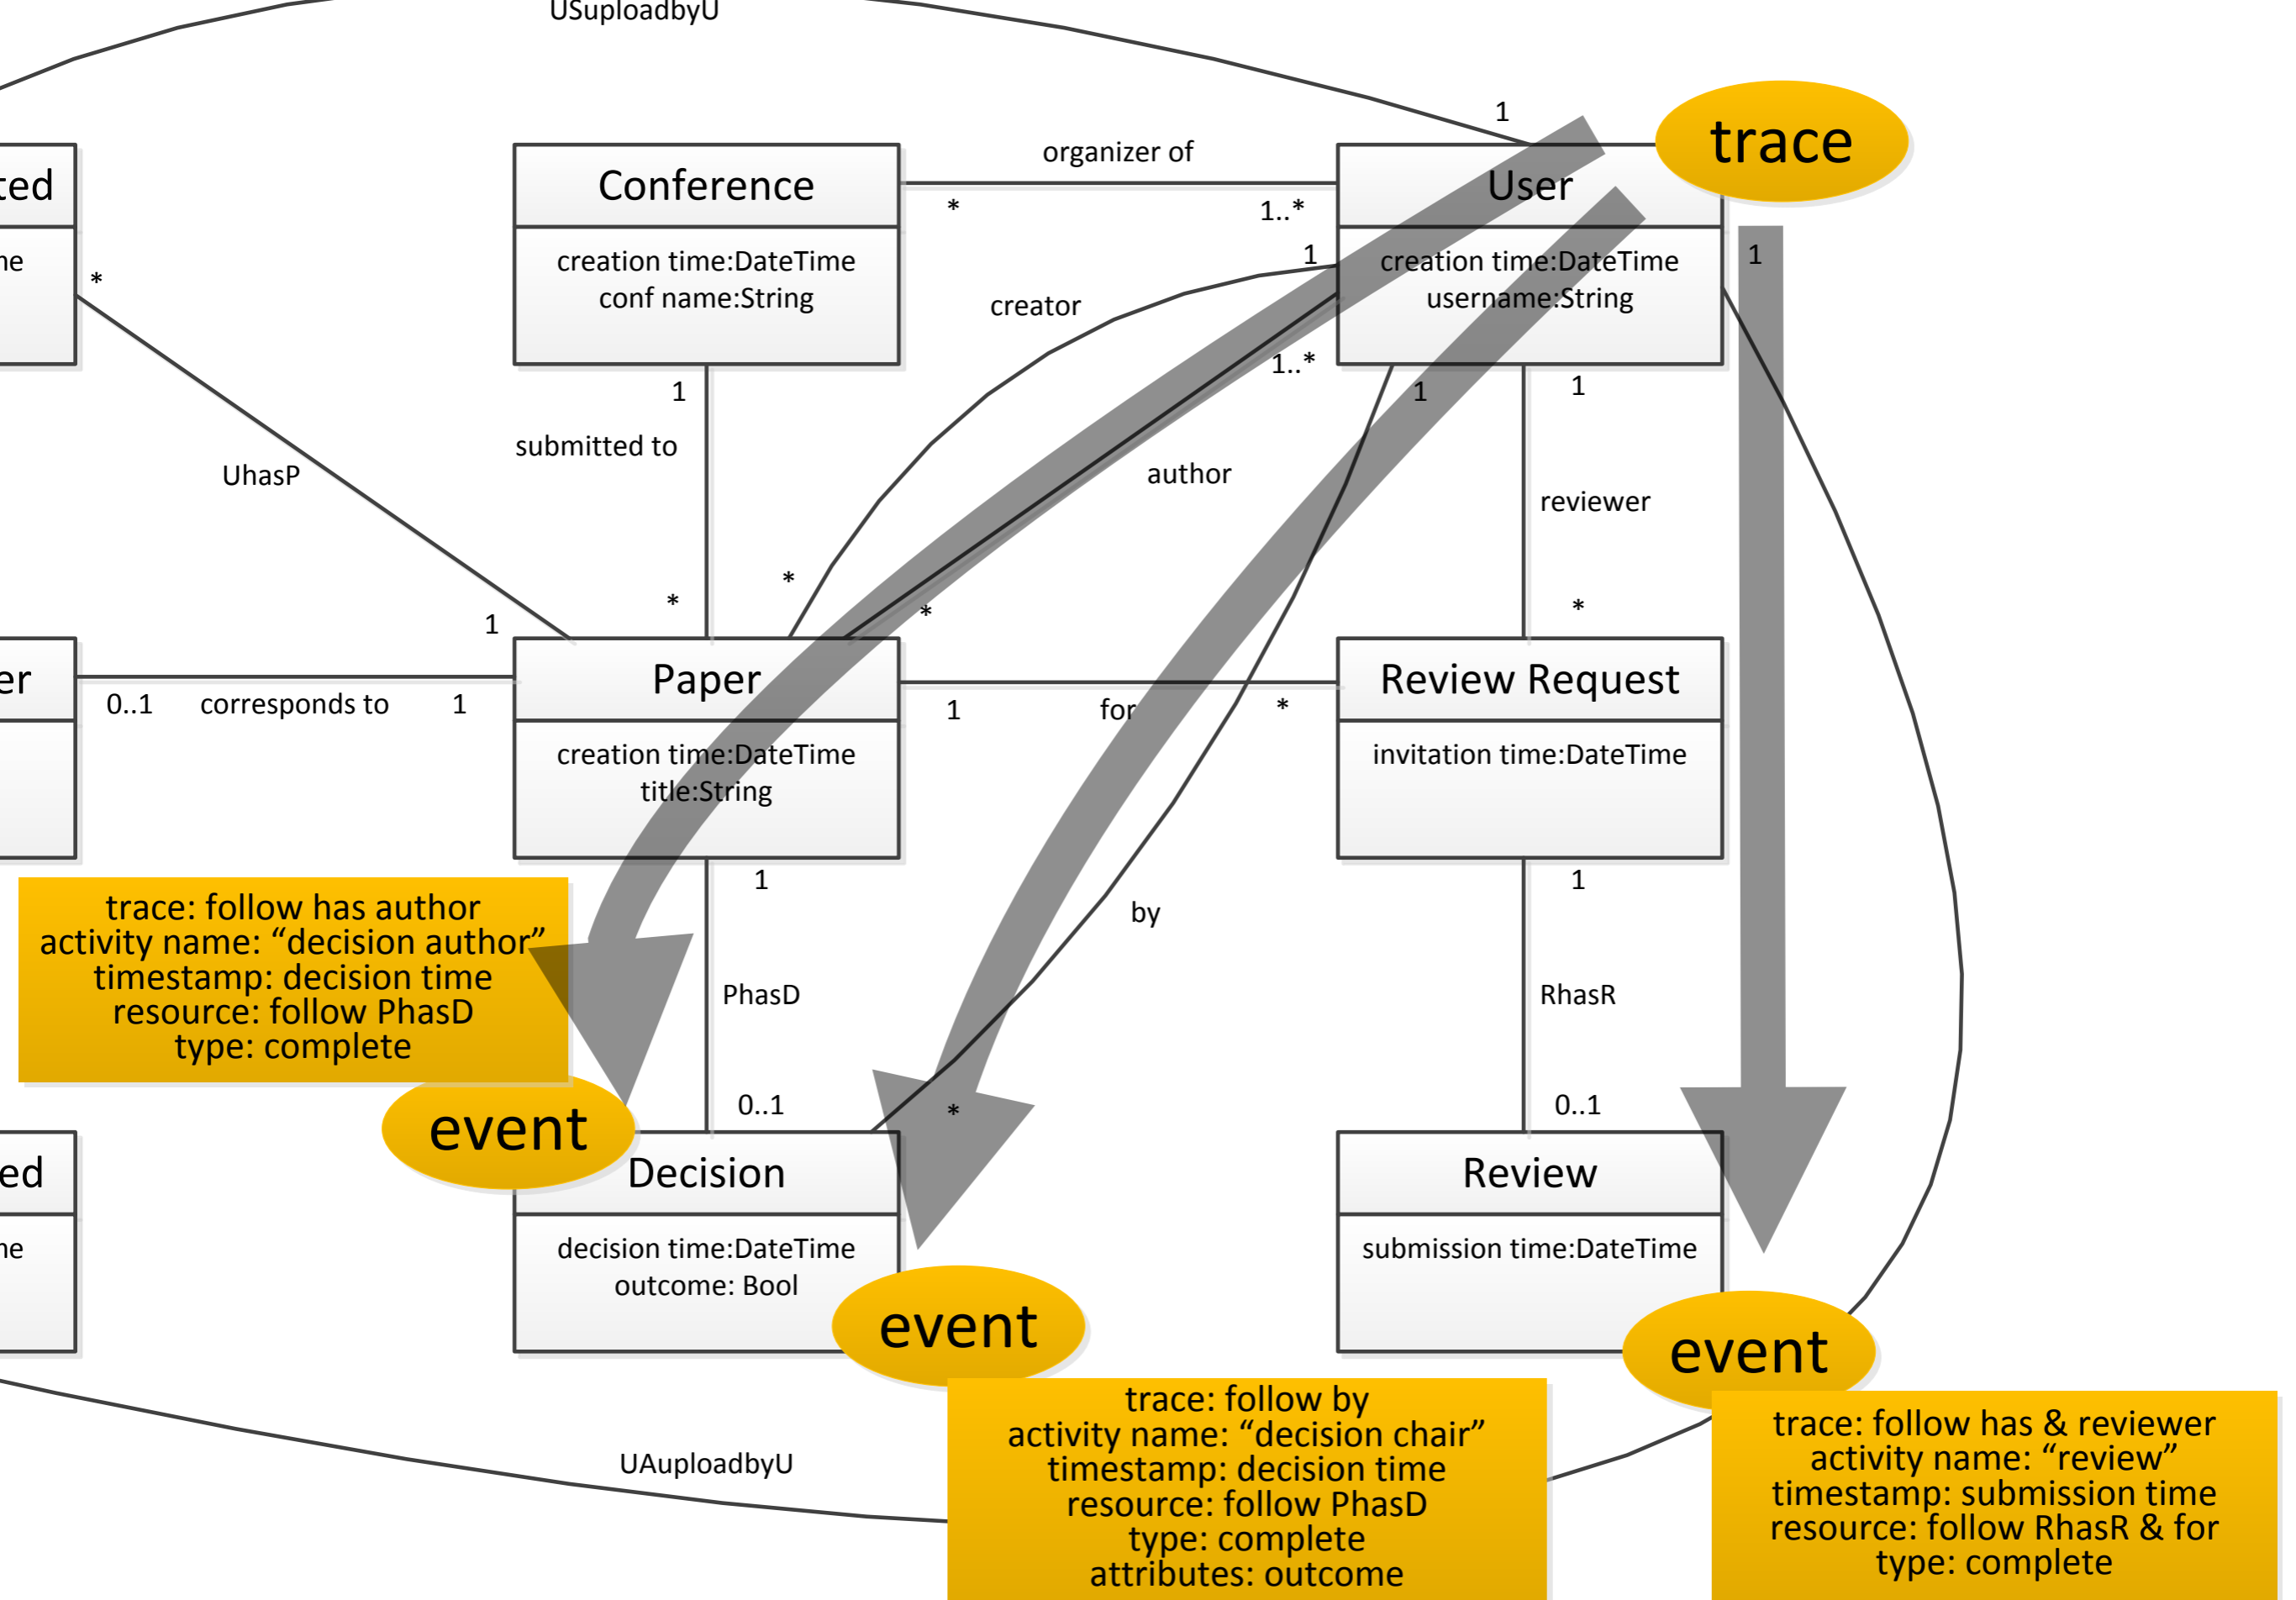 USuploadbyU
1
trace
organizer of
ted
Conference
User
*
1..*
me
creation time:DateTime
conf name:String
1
creation time:DateTime
username:String
1
*
creator
1..*
1
1
1
submitted to
UhasP
author
reviewer
*
*
*
*
1
er
Paper
Review Request
0..1
corresponds to
1
1
for
*
creation time:DateTime
title:String
invitation time:DateTime
1
1
trace: follow has author
activity name: “decision author”
timestamp: decision time
resource: follow PhasD
type: complete
by
PhasD
RhasR
0..1
*
0..1
event
ed
Decision
Review
me
decision time:DateTime
outcome: Bool
submission time:DateTime
event
event
trace: follow by
activity name: “decision chair”
timestamp: decision time
resource: follow PhasD
type: complete
attributes: outcome
trace: follow has & reviewer
activity name: “review”
timestamp: submission time
resource: follow RhasR & for
type: complete
UAuploadbyU